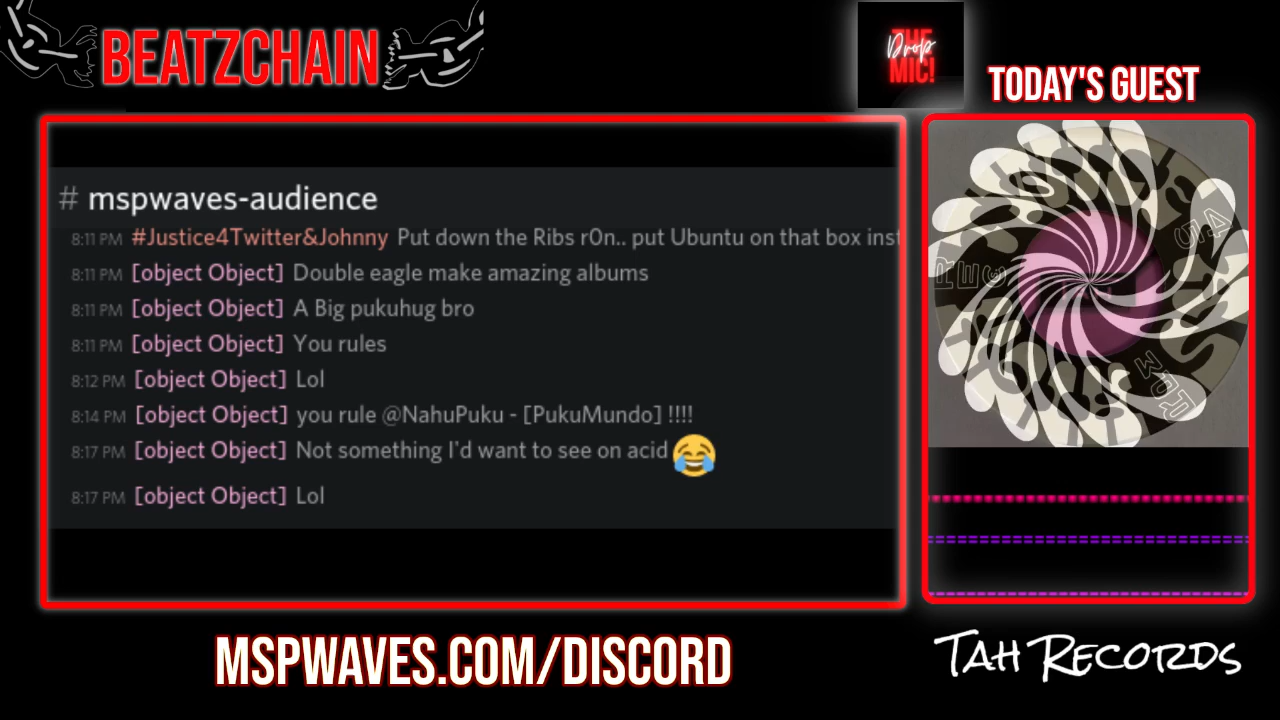 BEATZCHAIN
THE
Drop
MIC!
TODAY'S GUEST
# mspwaves-audience
8:11 PM #Justice4Twitter&Johnny Put down the Ribs r0n.. put Ubuntu on that box inst
8:11 PM [object Object] Double eagle make amazing albums
8:11 PM [object Object] A Big pukuhug bro
8:11 PM [object Object] You rules
8:12 PM [object Object] Lol
8:14 PM [object Object] you rule @NahuPuku - [PukuMundo] !!!!
8:17 PM [object Object] Not something I'd want to see on acid 😂
8:17 PM [object Object] Lol
MSPWAVES.COM/DISCORD
TAH RECORDS